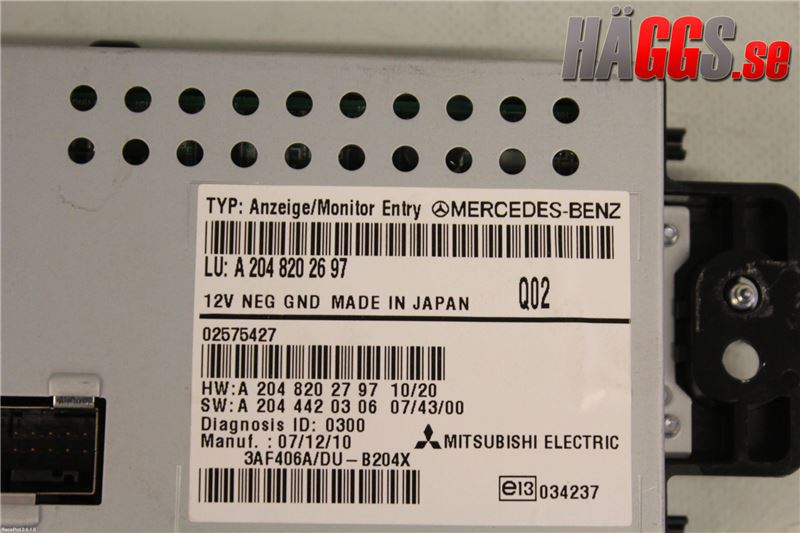 HÄGGS.se
TYP: Anzeige/Monitor Entry MERCEDES-BENZ
LU: A 204 820 26 97
12V NEG GND MADE IN JAPAN Q02
02575427
HW:A 204 820 27 97 10/20
SW:A 204 442 03 06 07/43/00
Diagnosis ID: 0300
Manuf. : 07/12/10 MITSUBISHI ELECTRIC
3AF406A/DU-B204X
e13 034237